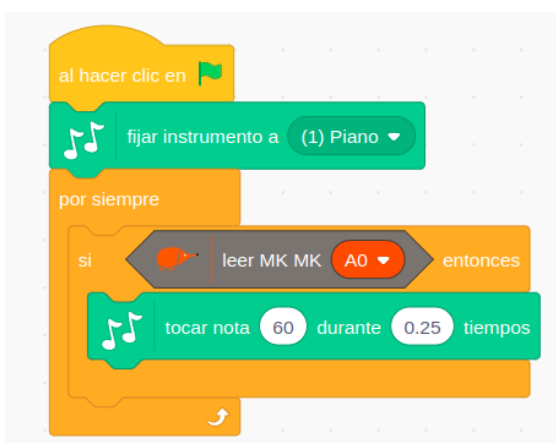 al hacer clic en
fijar instrumento a (1) Piano
por siempre
si leer MK MK A0 entonces
tocar nota 60 durante 0.25 tiempos